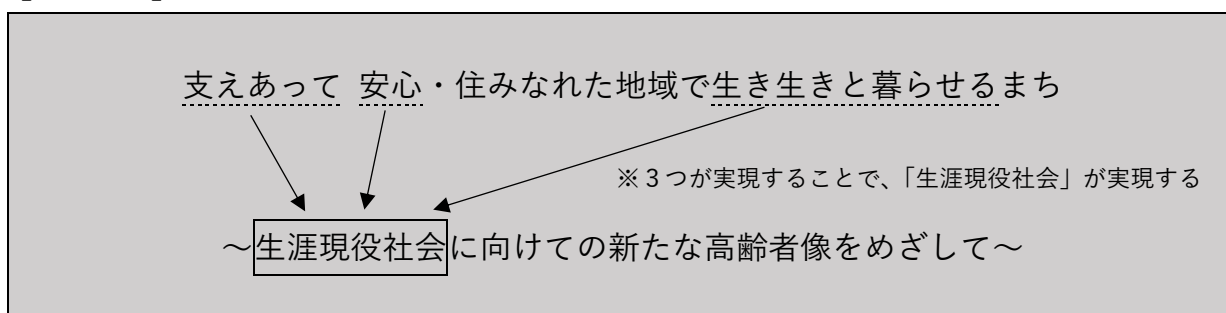 支えあって 安心・住みなれた地域で生き生きと暮らせるまち
※３つが実現することで、「生涯現役社会」が実現する
～生涯現役社会に向けての新たな高齢者像をめざして～